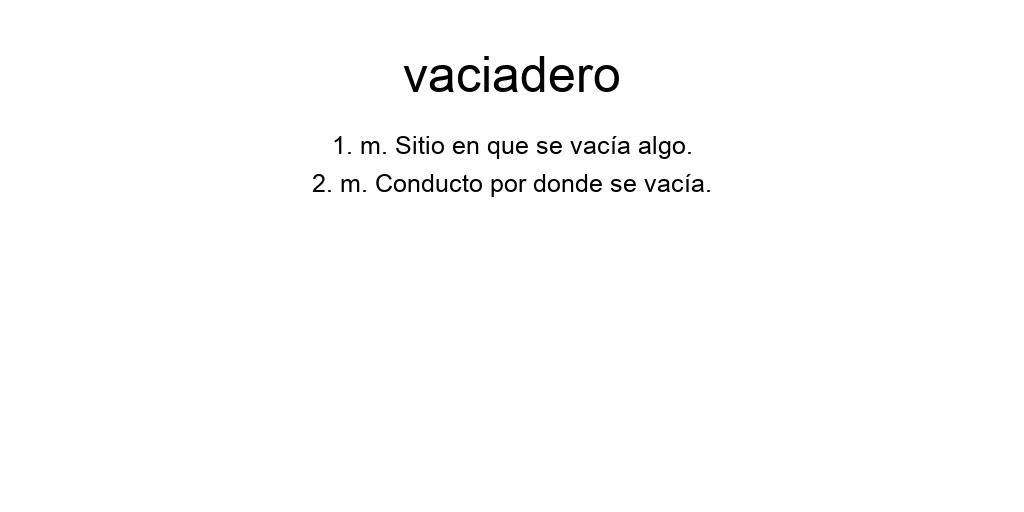 vaciadero
1. m. Sitio en que se vacía algo.
2. m. Conducto por donde se vacía.